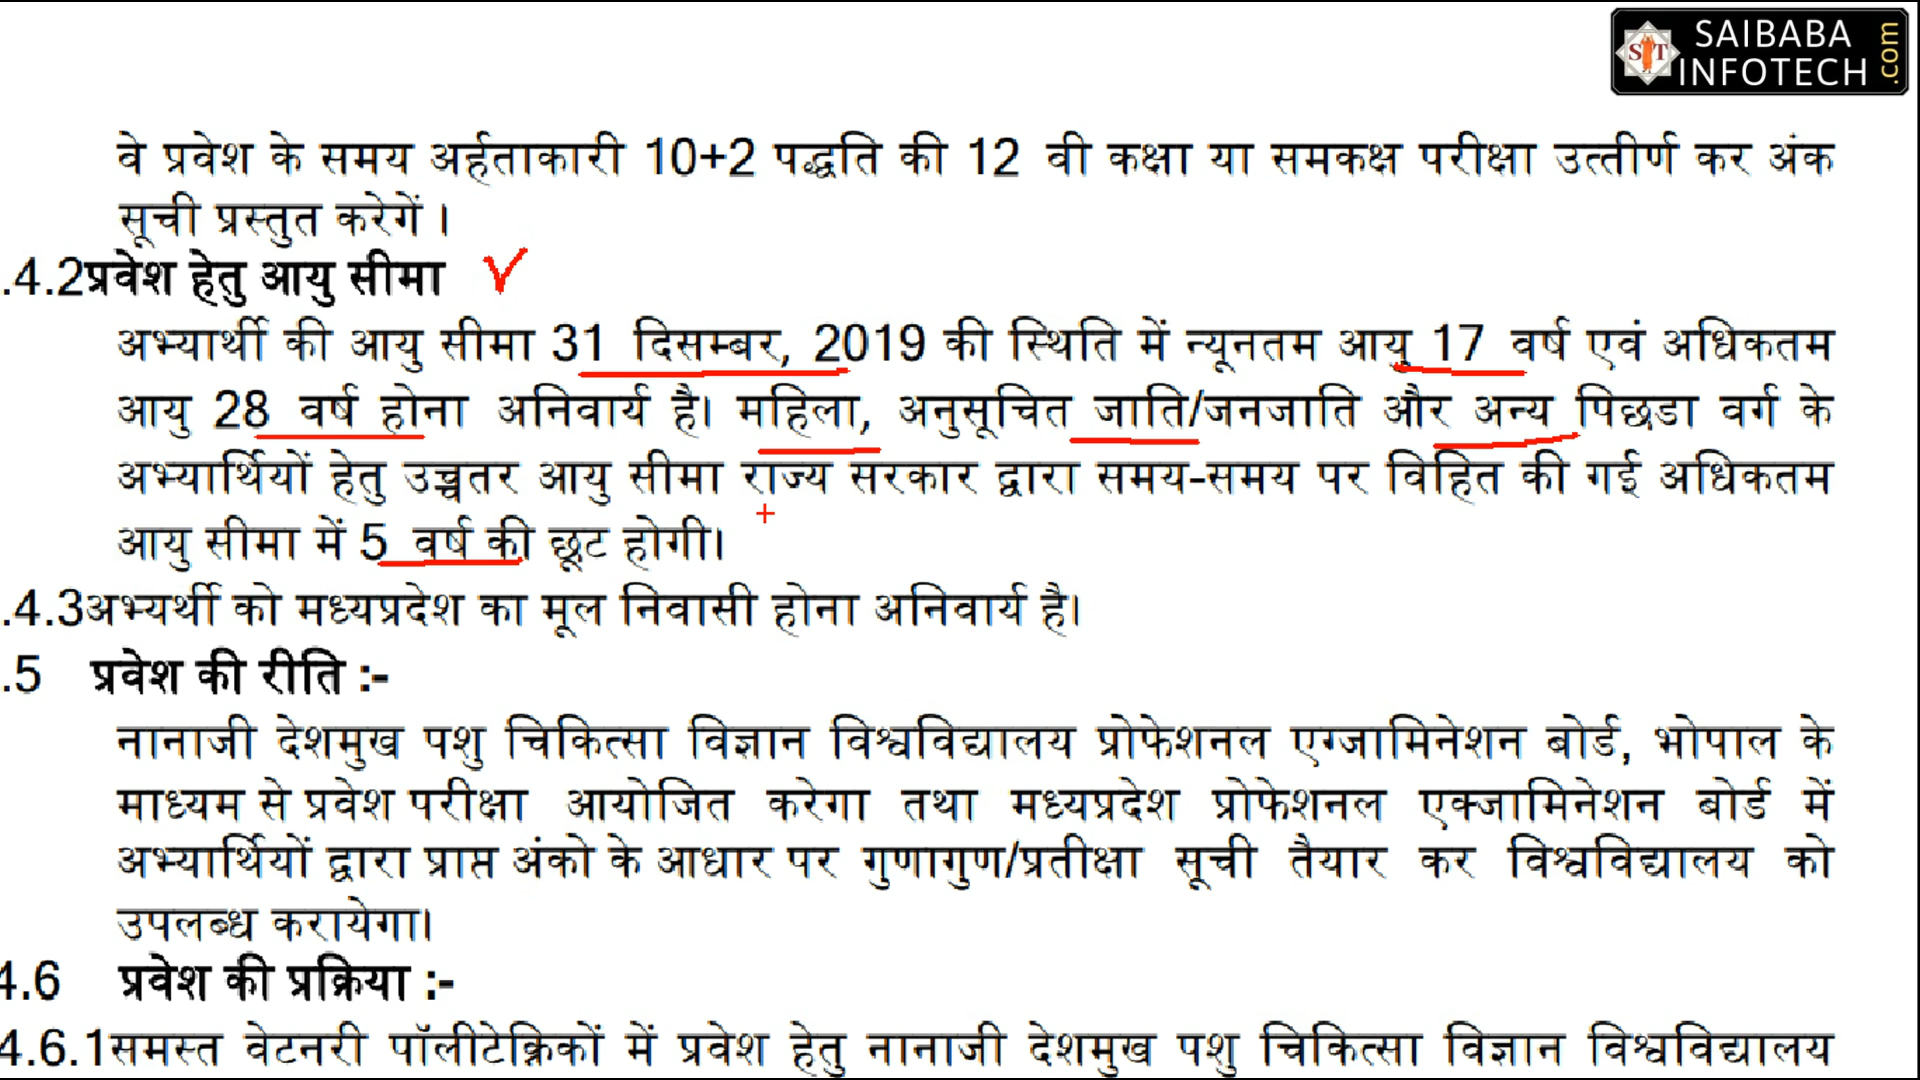 SAIBABA
INFOTECH .com
SIT
वे प्रवेश के समय अर्हताकारी 10+2 पद्धति की 12 वी कक्षा या समकक्ष परीक्षा उत्तीर्ण कर अंक
सूची प्रस्तुत करेगें।
.4.2प्रवेश हेतु आयु सीमा
अभ्यार्थी की आयु सीमा 31 दिसम्बर, 2019 की स्थिति में न्यूनतम आयु 17 वर्ष एवं अधिकतम
आयु 28 वर्ष होना अनिवार्य है। महिला, अनुसूचित जाति/जनजाति और अन्य पिछडा वर्ग के
अभ्यार्थियों हेतु उच्चतर आयु सीमा राज्य सरकार द्वारा समय-समय पर विहित की गई अधिकतम
आयु सीमा में 5 वर्ष की छूट होगी।
.4.3अभ्यर्थी को मध्यप्रदेश का मूल निवासी होना अनिवार्य है।
.5 प्रवेश की रीति :-
नानाजी देशमुख पशु चिकित्सा विज्ञान विश्वविद्यालय प्रोफेशनल एग्जामिनेशन बोर्ड, भोपाल के
माध्यम से प्रवेश परीक्षा आयोजित करेगा तथा मध्यप्रदेश प्रोफेशनल एक्जामिनेशन बोर्ड में
अभ्यार्थियों द्वारा प्राप्त अंको के आधार पर गुणागुण/प्रतीक्षा सूची तैयार कर विश्वविद्यालय को
उपलब्ध करायेगा।
4.6 प्रवेश की प्रक्रिया :-
4.6.1समस्त वेटनरी पॉलीटेक्निकों में प्रवेश हेतु नानाजी देशमुख पशु चिकित्सा विज्ञान विश्वविद्यालय